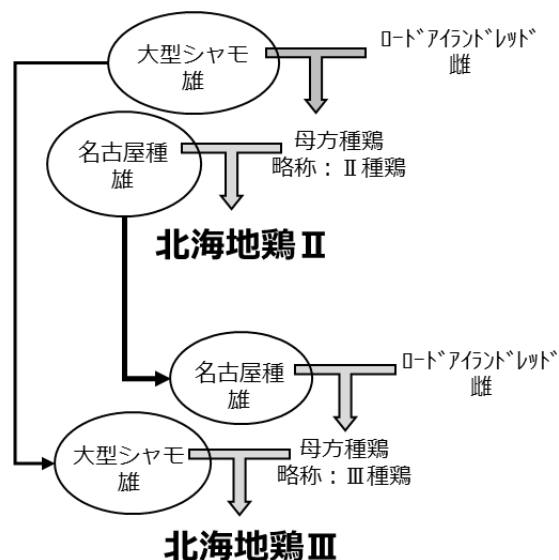 大型シャモ
雄
ﾛｰﾄﾞｱｲﾗﾝﾄﾞﾚｯﾄﾞ
雌
名古屋種
雄
母方種鶏
略称：Ⅱ種鶏
北海地鶏Ⅱ
名古屋種
雄
ﾛｰﾄﾞｱｲﾗﾝﾄﾞﾚｯﾄﾞ
雌
大型シャモ
雄
母方種鶏
略称：Ⅲ種鶏
北海地鶏Ⅲ